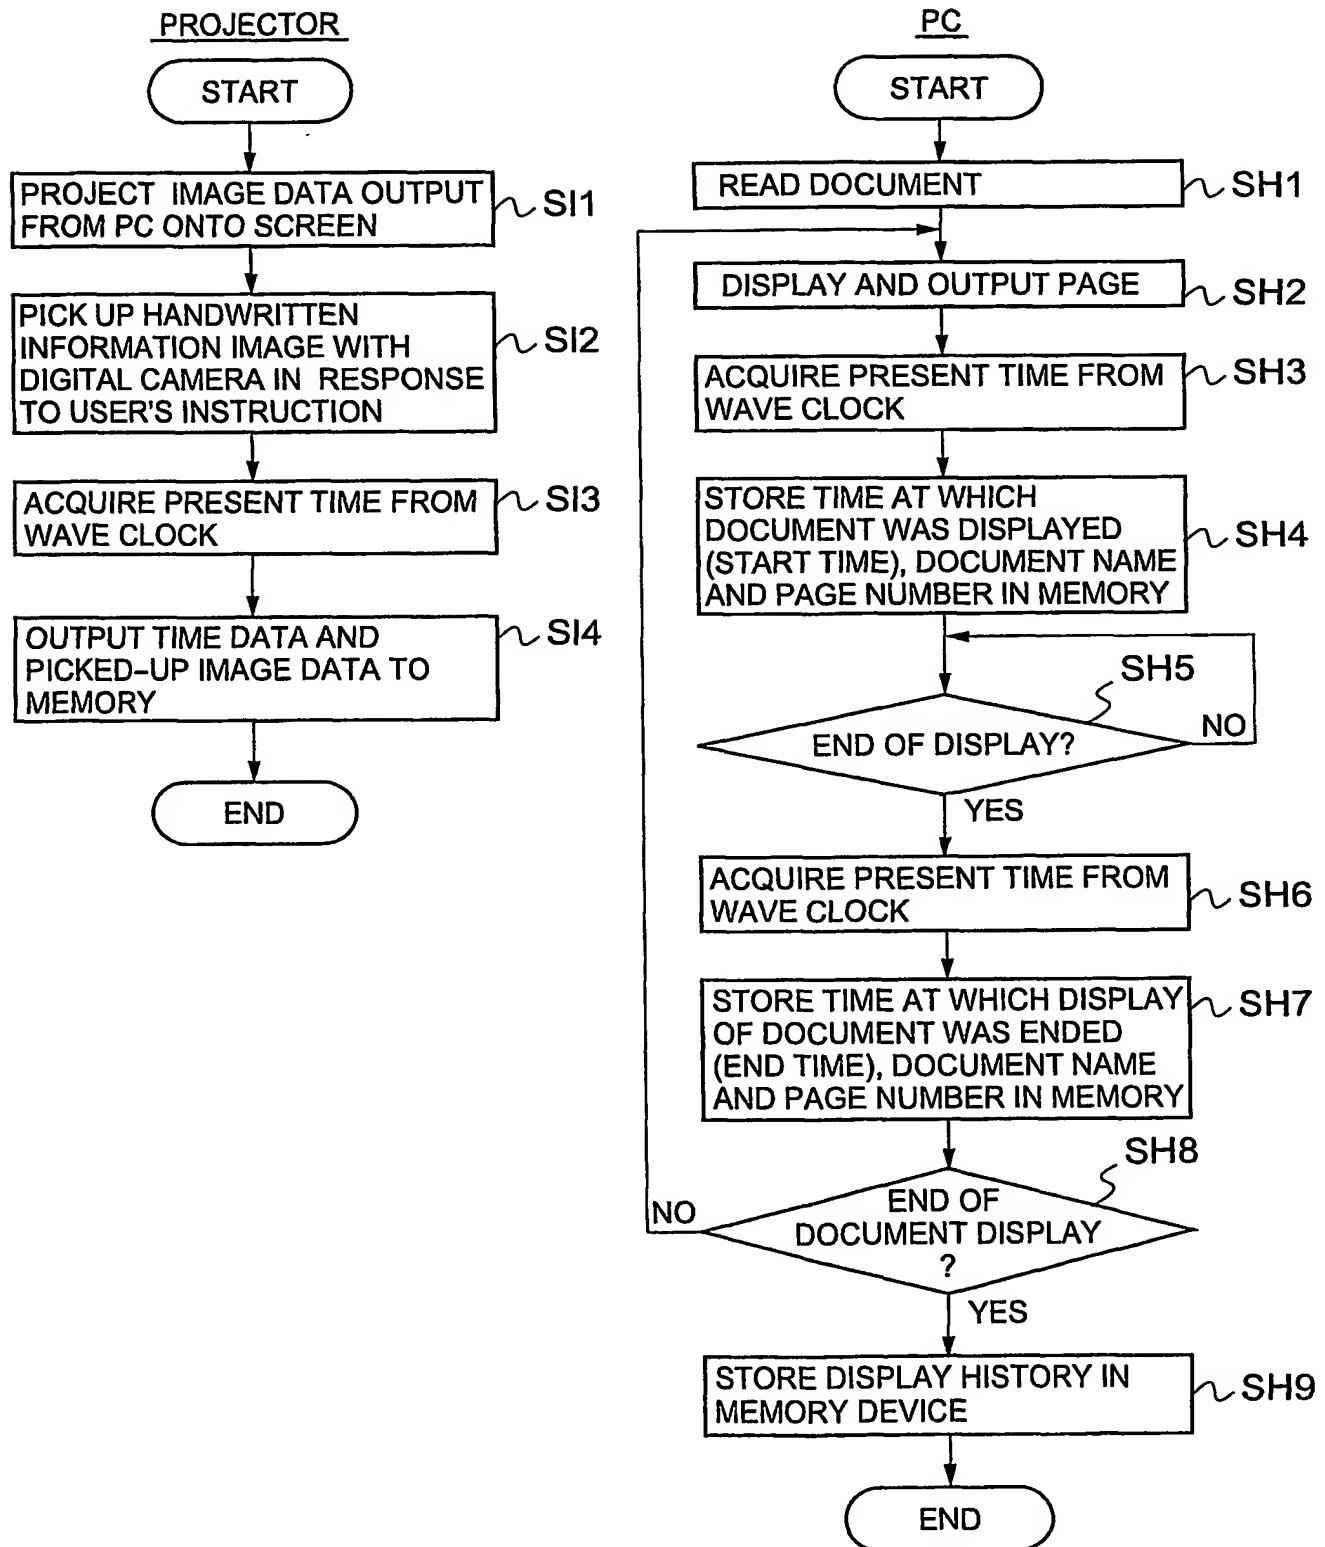 PROJECTOR
START
PROJECT IMAGE DATA OUTPUT
FROM PC ONTO SCREEN
SI1
PICK UP HANDWRITTEN
INFORMATION IMAGE WITH
DIGITAL CAMERA IN RESPONSE
TO USER'S INSTRUCTION
SI2
ACQUIRE PRESENT TIME FROM
WAVE CLOCK
SI3
OUTPUT TIME DATA AND
PICKED-UP IMAGE DATA TO
MEMORY
SI4
END
PC
START
READ DOCUMENT
SH1
DISPLAY AND OUTPUT PAGE
SH2
ACQUIRE PRESENT TIME FROM
WAVE CLOCK
SH3
STORE TIME AT WHICH
DOCUMENT WAS DISPLAYED
(START TIME), DOCUMENT NAME
AND PAGE NUMBER IN MEMORY
SH4
SH5
END OF DISPLAY?
NO
YES
ACQUIRE PRESENT TIME FROM
WAVE CLOCK
SH6
STORE TIME AT WHICH DISPLAY
OF DOCUMENT WAS ENDED
(END TIME), DOCUMENT NAME
AND PAGE NUMBER IN MEMORY
SH7
SH8
END OF
DOCUMENT DISPLAY
?
NO
YES
STORE DISPLAY HISTORY IN
MEMORY DEVICE
SH9
END